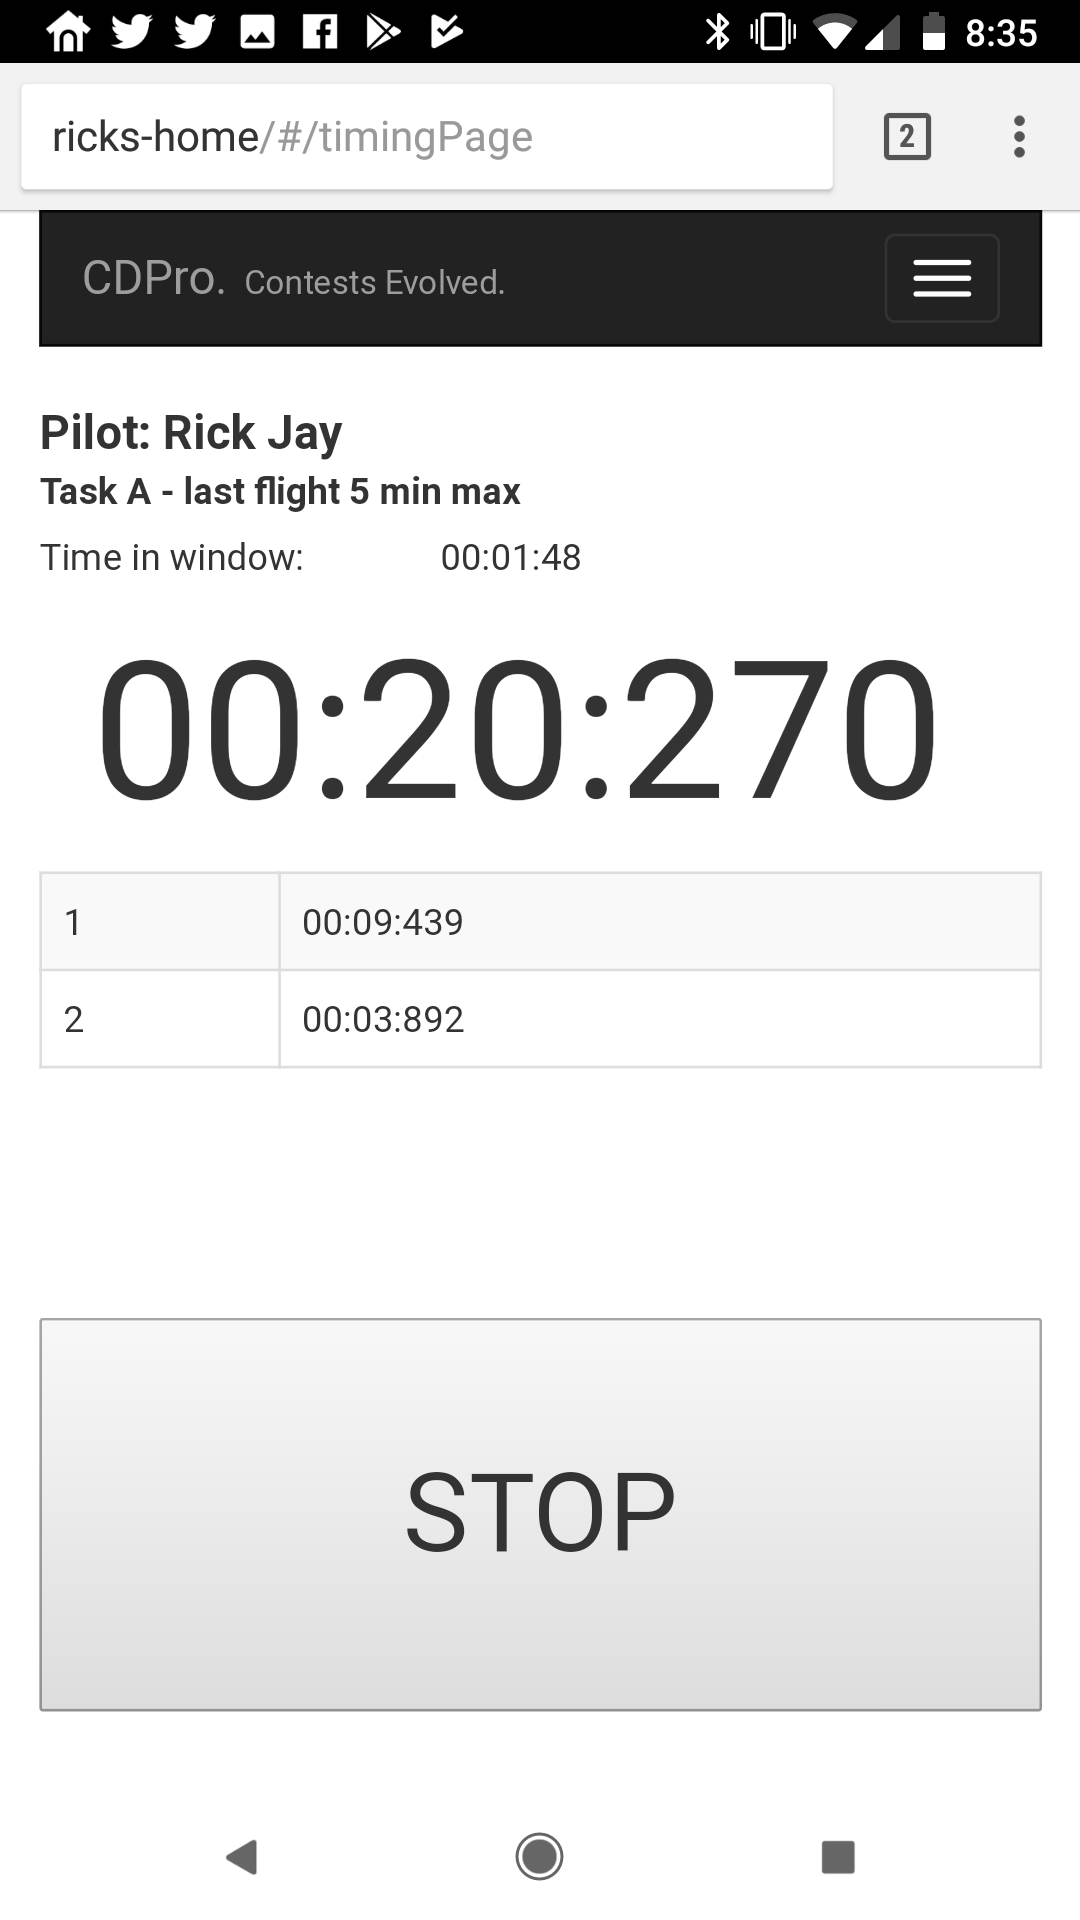 8:35
ricks-home/#/timingPage
2
CDPro. Contests Evolved.
Pilot: Rick Jay
Task A - last flight 5 min max
Time in window: 00:01:48
00:20:270
1 00:09:439
2 00:03:892
STOP